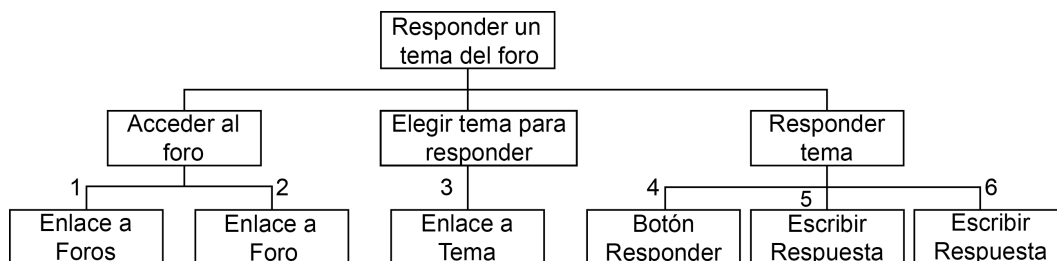 Responder un
tema del foro
Acceder al
foro
Elegir tema para
responder
Responder
tema
1
2
3
4
5
6
Enlace a
Foros
Enlace a
Foro
Enlace a
Tema
Botón
Responder
Escribir
Respuesta
Escribir
Respuesta